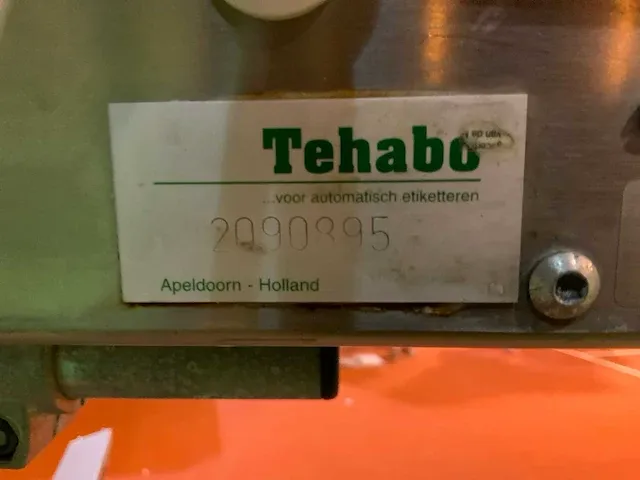 Tehabo
...voor automatisch etiketteren
2090395
Apeldoorn - Holland